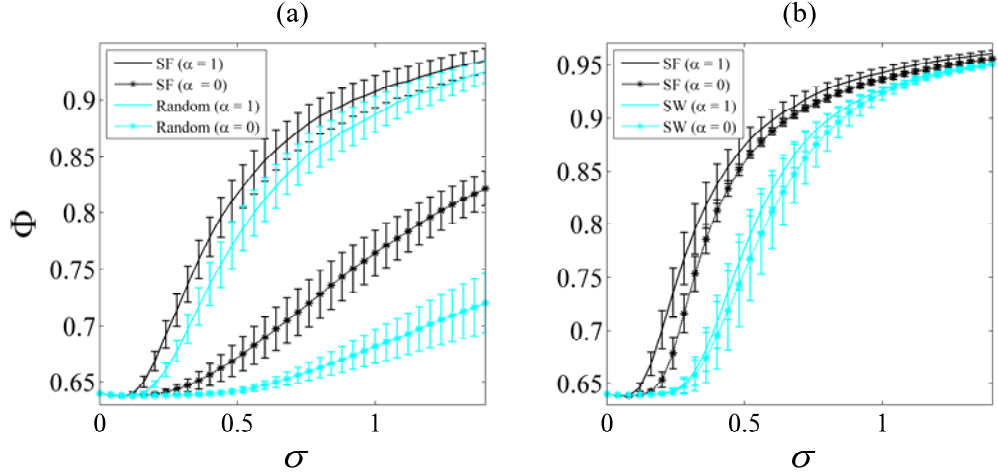 (a)
(b)
SF (α = 1)
SF (α = 0)
Random (α = 1)
Random (α = 0)
SF (α = 1)
SF (α = 0)
SW (α = 1)
SW (α = 0)
0.9
0.85
0.8
0.75
0.7
0.65
0.95
0.9
0.85
0.8
0.75
0.7
0.65
Φ
0 0.5 1
0 0.5 1
σ
σ